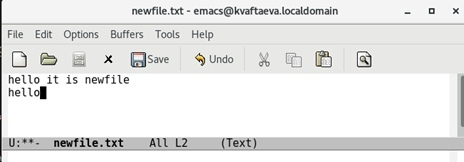 newfile.txt - emacs@kvaftaeva.localdomain
File Edit Options Buffers Tools Help
Save Undo
hello it is newfile
hello
U:**- newfile.txt All L2 (Text)